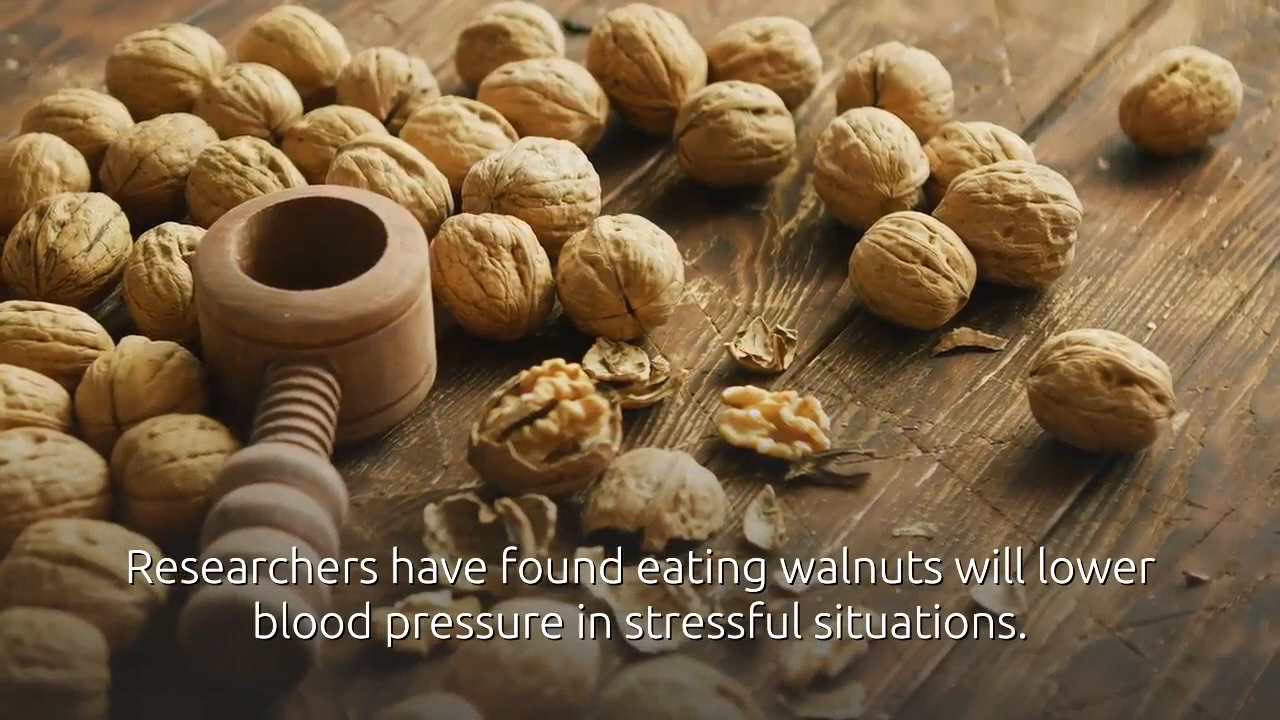 Researchers have found eating walnuts will lower
blood pressure in stressful situations.